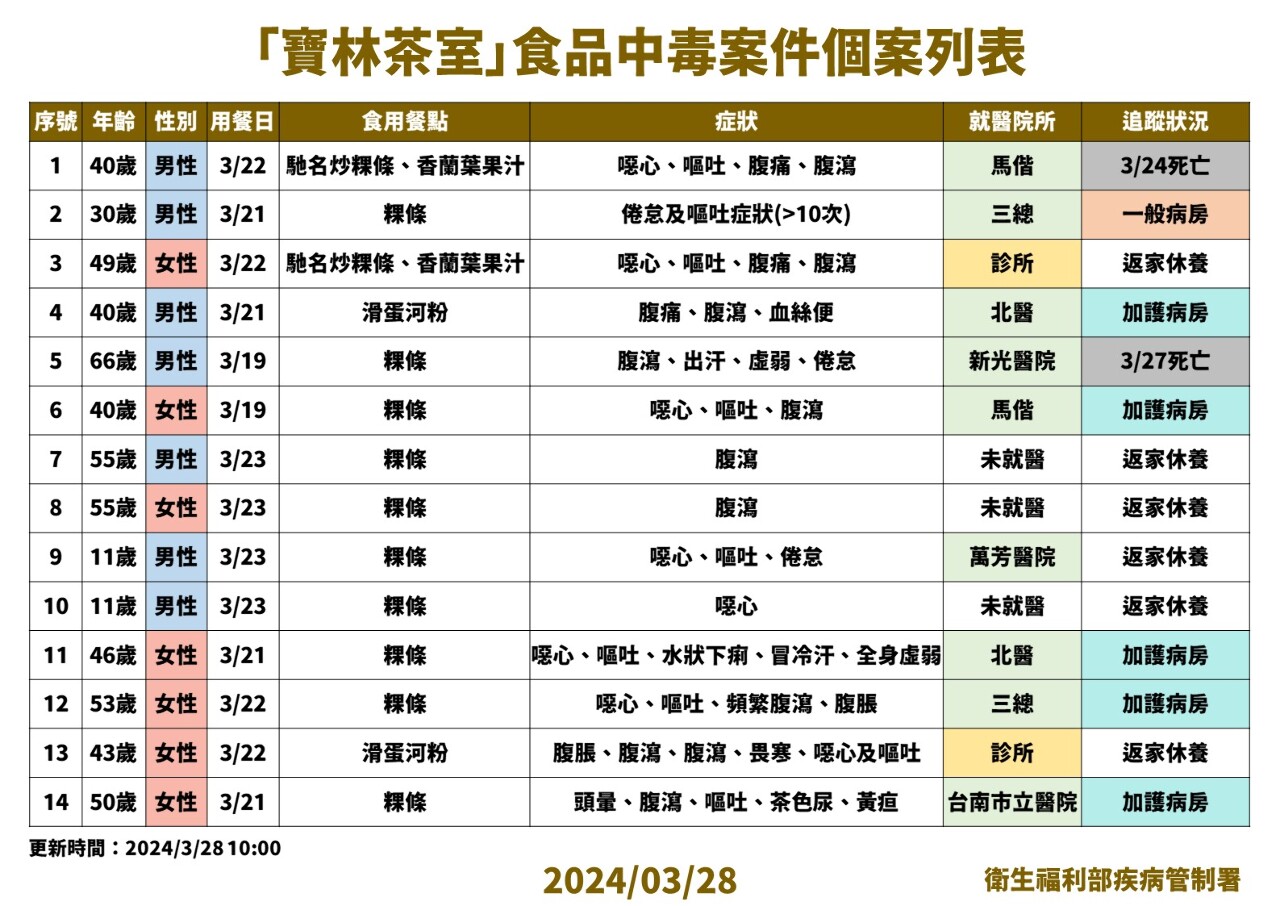 「寶林茶室」食品中毒案件個案列表
序號 年齡 性別 用餐日 食用餐點 症狀 就醫院所 追蹤狀況
1 40歲 男性 3/22 馳名炒粿條、香蘭葉果汁 噁心、嘔吐、腹痛、腹瀉 馬偕 3/24死亡
2 30歲 男性 3/21 粿條 倦怠及嘔吐症狀(>10次) 三總 一般病房
3 49歲 女性 3/22 馳名炒粿條、香蘭葉果汁 噁心、嘔吐、腹痛、腹瀉 診所 返家休養
4 40歲 男性 3/21 滑蛋河粉 腹痛、腹瀉、血絲便 北醫 加護病房
5 66歲 男性 3/19 粿條 腹瀉、出汗、虛弱、倦怠 新光醫院 3/27死亡
6 40歲 女性 3/19 粿條 噁心、嘔吐、腹瀉 馬偕 加護病房
7 55歲 男性 3/23 粿條 腹瀉 未就醫 返家休養
8 55歲 女性 3/23 粿條 腹瀉 未就醫 返家休養
9 11歲 男性 3/23 粿條 噁心、嘔吐、倦怠 萬芳醫院 返家休養
10 11歲 男性 3/23 粿條 噁心 未就醫 返家休養
11 46歲 女性 3/21 粿條 噁心、嘔吐、水狀下痢、冒冷汗、全身虛弱 北醫 加護病房
12 53歲 女性 3/22 粿條 噁心、嘔吐、頻繁腹瀉、腹脹 三總 加護病房
13 43歲 女性 3/22 滑蛋河粉 腹脹、腹瀉、腹瀉、畏寒、噁心及嘔吐 診所 返家休養
14 50歲 女性 3/21 粿條 頭暈、腹瀉、嘔吐、茶色尿、黃疸 台南市立醫院 加護病房
更新時間：2024/3/28 10:00
2024/03/28
衛生福利部疾病管制署